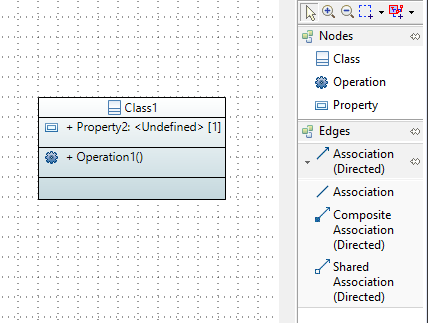 Class1
+ Property2: <Undefined> [1]
+ Operation1()
Nodes
Class
Operation
Property
Edges
Association
(Directed)
Association
Composite
Association
(Directed)
Shared
Association
(Directed)